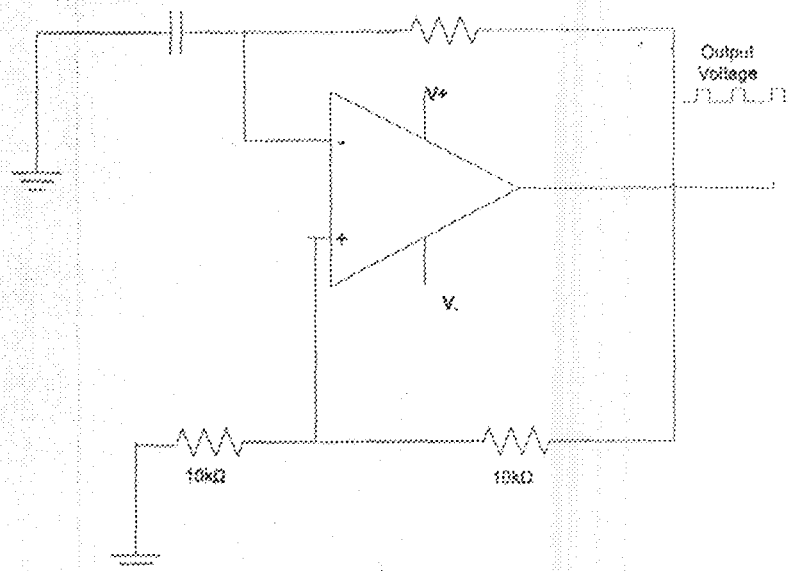 Output
Voltage
V+
-
+
V-
10kΩ
10kΩ